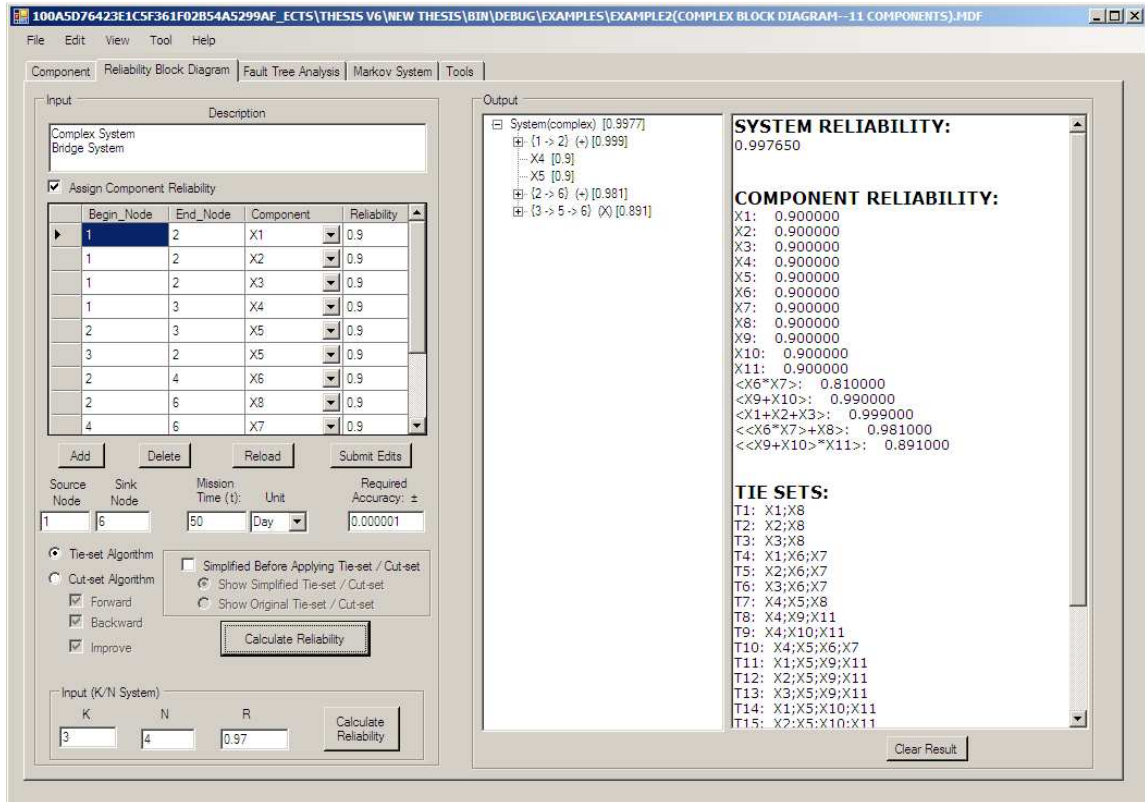 100A5D76423E1C5F361F02B54A5299AF_ECTS\THESIS V6\NEW THESIS\BIN\DEBUG\EXAMPLES\EXAMPLE2(COMPLEX BLOCK DIAGRAM--11 COMPONENTS).MDF
File Edit View Tool Help
Component Reliability Block Diagram Fault Tree Analysis Markov System Tools
Input
Description
Complex System
Bridge System
Assign Component Reliability
Begin_Node End_Node Component Reliability
1 2 X1 0.9
1 2 X2 0.9
1 2 X3 0.9
1 3 X4 0.9
2 3 X5 0.9
3 2 X5 0.9
2 4 X6 0.9
2 6 X8 0.9
4 6 X7 0.9
Add Delete Reload Submit Edits
Source Node Sink Node Mission Time (t): Unit Required Accuracy: ±
1 6 50 Day 0.000001
Tie-set Algorithm
Cut-set Algorithm
Forward
Backward
Improve
Simplified Before Applying Tie-set / Cut-set
Show Simplified Tie-set / Cut-set
Show Original Tie-set / Cut-set
Calculate Reliability
Input (K/N System)
K N R
3 4 0.97
Calculate Reliability
Output
System(complex) [0.9977]
{1 -> 2} (+) [0.999]
X4 [0.9]
X5 [0.9]
{2 -> 6} (+) [0.981]
{3 -> 5 -> 6} (X) [0.891]
SYSTEM RELIABILITY:
0.997650
COMPONENT RELIABILITY:
X1: 0.900000
X2: 0.900000
X3: 0.900000
X4: 0.900000
X5: 0.900000
X6: 0.900000
X7: 0.900000
X8: 0.900000
X9: 0.900000
X10: 0.900000
X11: 0.900000
<X6*X7>: 0.810000
<X9+X10>: 0.990000
<X1+X2+X3>: 0.999000
<<X6*X7>+X8>: 0.981000
<<X9+X10>*X11>: 0.891000
TIE SETS:
T1: X1;X8
T2: X2;X8
T3: X3;X8
T4: X1;X6;X7
T5: X2;X6;X7
T6: X3;X6;X7
T7: X4;X5;X8
T8: X4;X9;X11
T9: X4;X10;X11
T10: X4;X5;X6;X7
T11: X1;X5;X9;X11
T12: X2;X5;X9;X11
T13: X3;X5;X9;X11
T14: X1;X5;X10;X11
T15: X2;X5;X10;X11
Clear Result